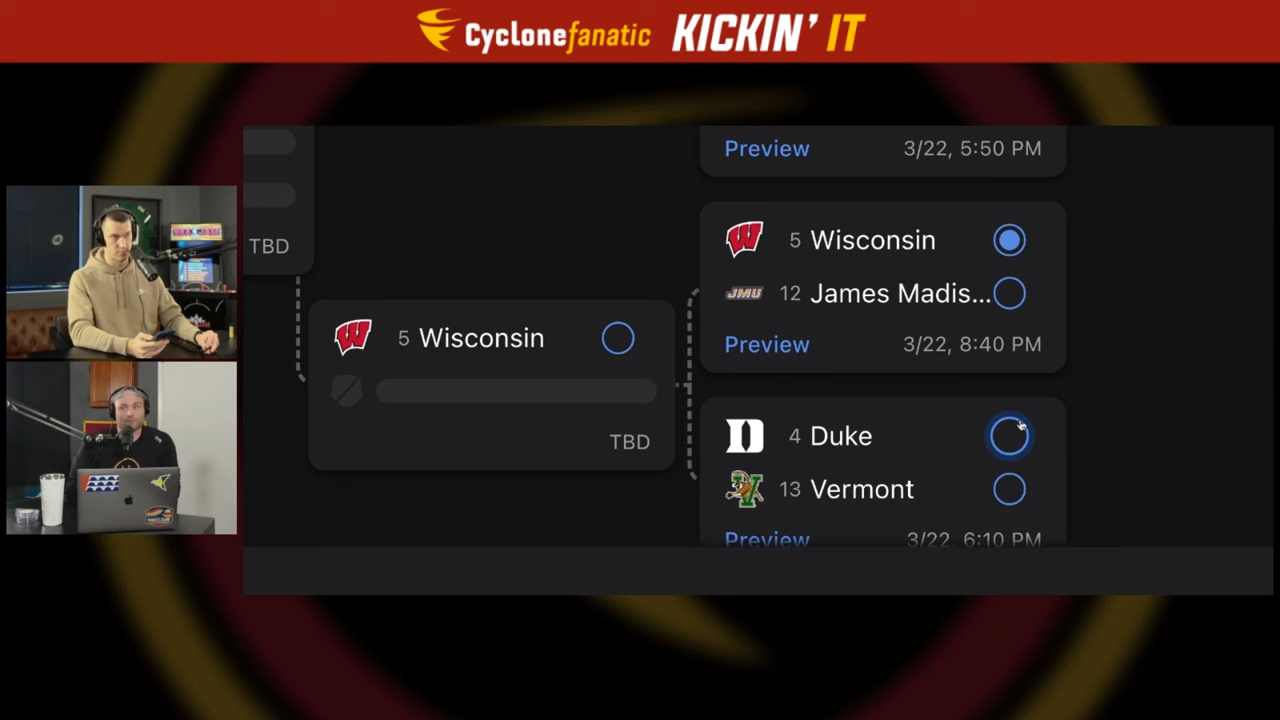 Cyclonefanatic KICKIN' IT
Preview 3/22, 5:50 PM
5 Wisconsin
JMU 12 James Madis...
Preview 3/22, 8:40 PM
TBD
5 Wisconsin
TBD
4 Duke
13 Vermont
Preview 3/22, 6:10 PM